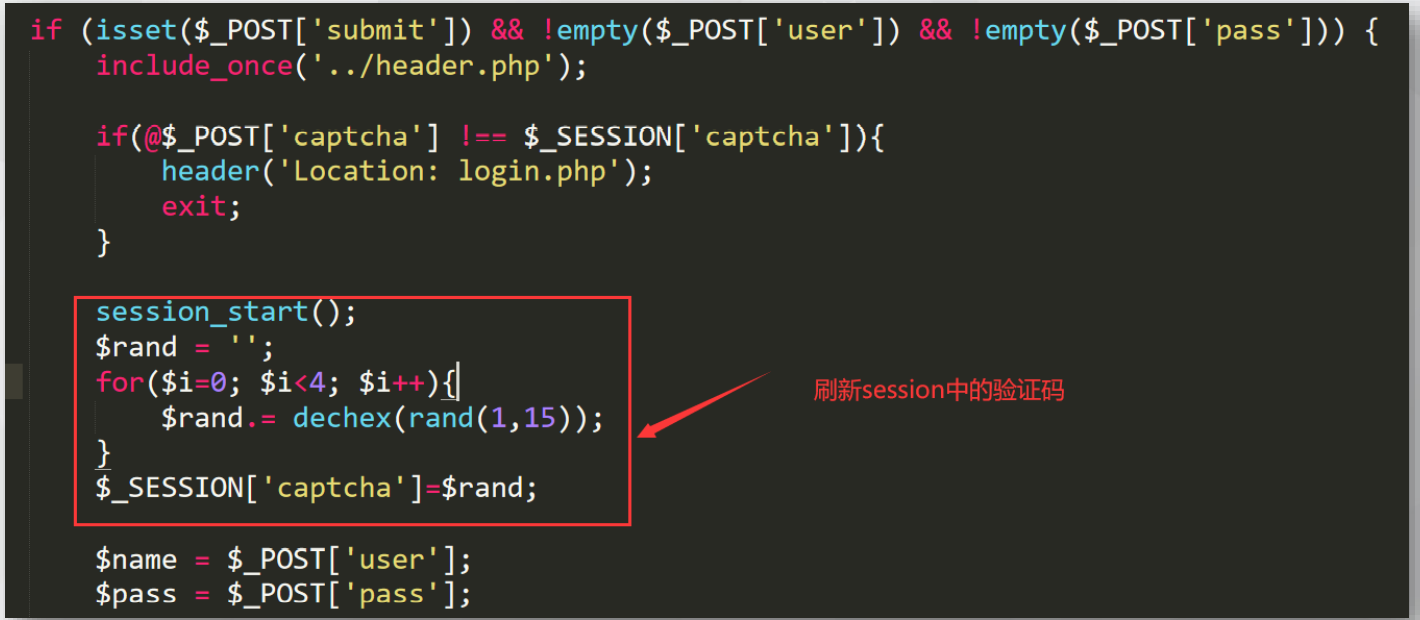 if (isset($_POST['submit']) && !empty($_POST['user']) && !empty($_POST['pass'])) {
include_once('../header.php');
if(@$_POST['captcha'] !== $_SESSION['captcha']){
header('Location: login.php');
exit;
}
session_start();
$rand = '';
for($i=0; $i<4; $i++){
$rand.= dechex(rand(1,15));
}
$_SESSION['captcha']=$rand;
刷新session中的验证码
$name = $_POST['user'];
$pass = $_POST['pass'];